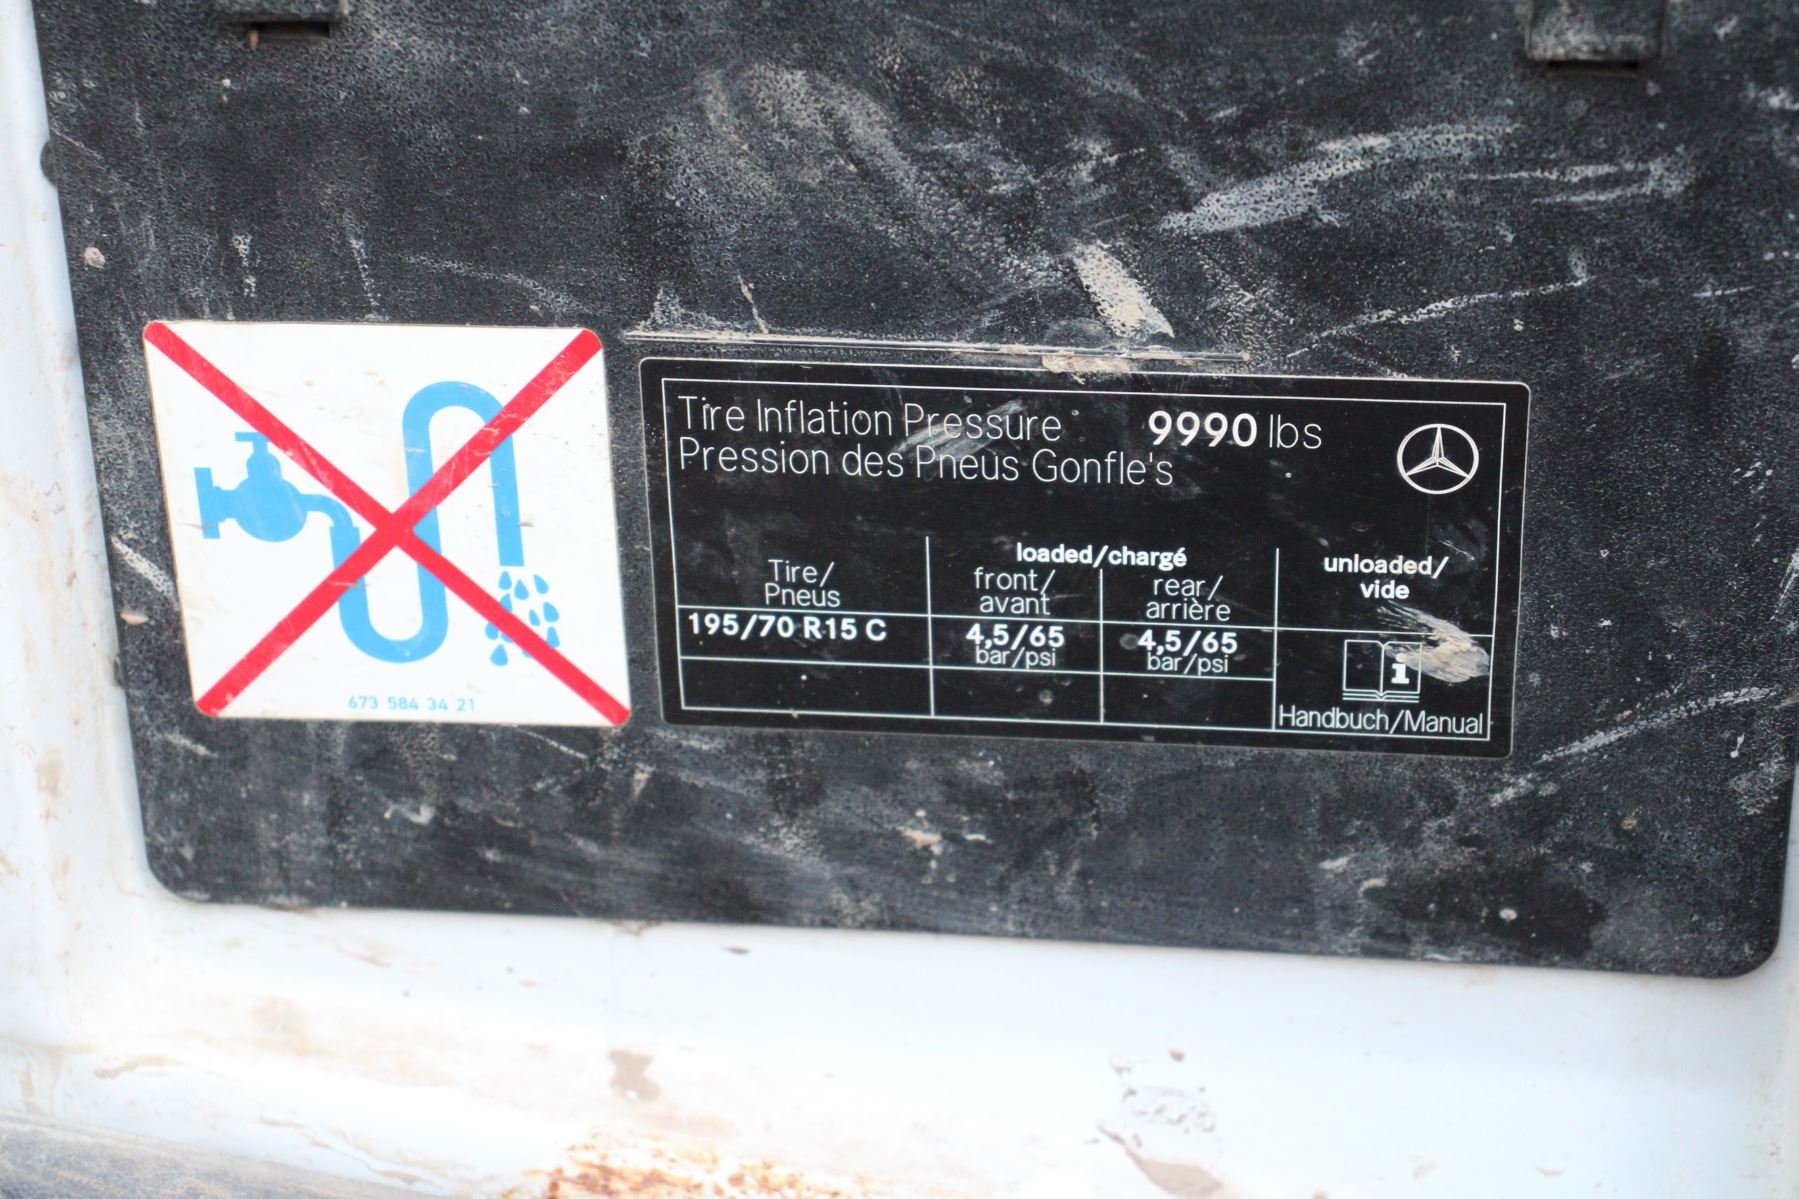 673 584 34 21
Tire Inflation Pressure 9990 lbs
Pression des Pneus Gonfle's
loaded/chargé
unloaded/
vide
Tire/
Pneus
front/
avant
rear/
arrière
195/70 R15 C
4,5/65
bar/psi
4,5/65
bar/psi
i
Handbuch/Manual